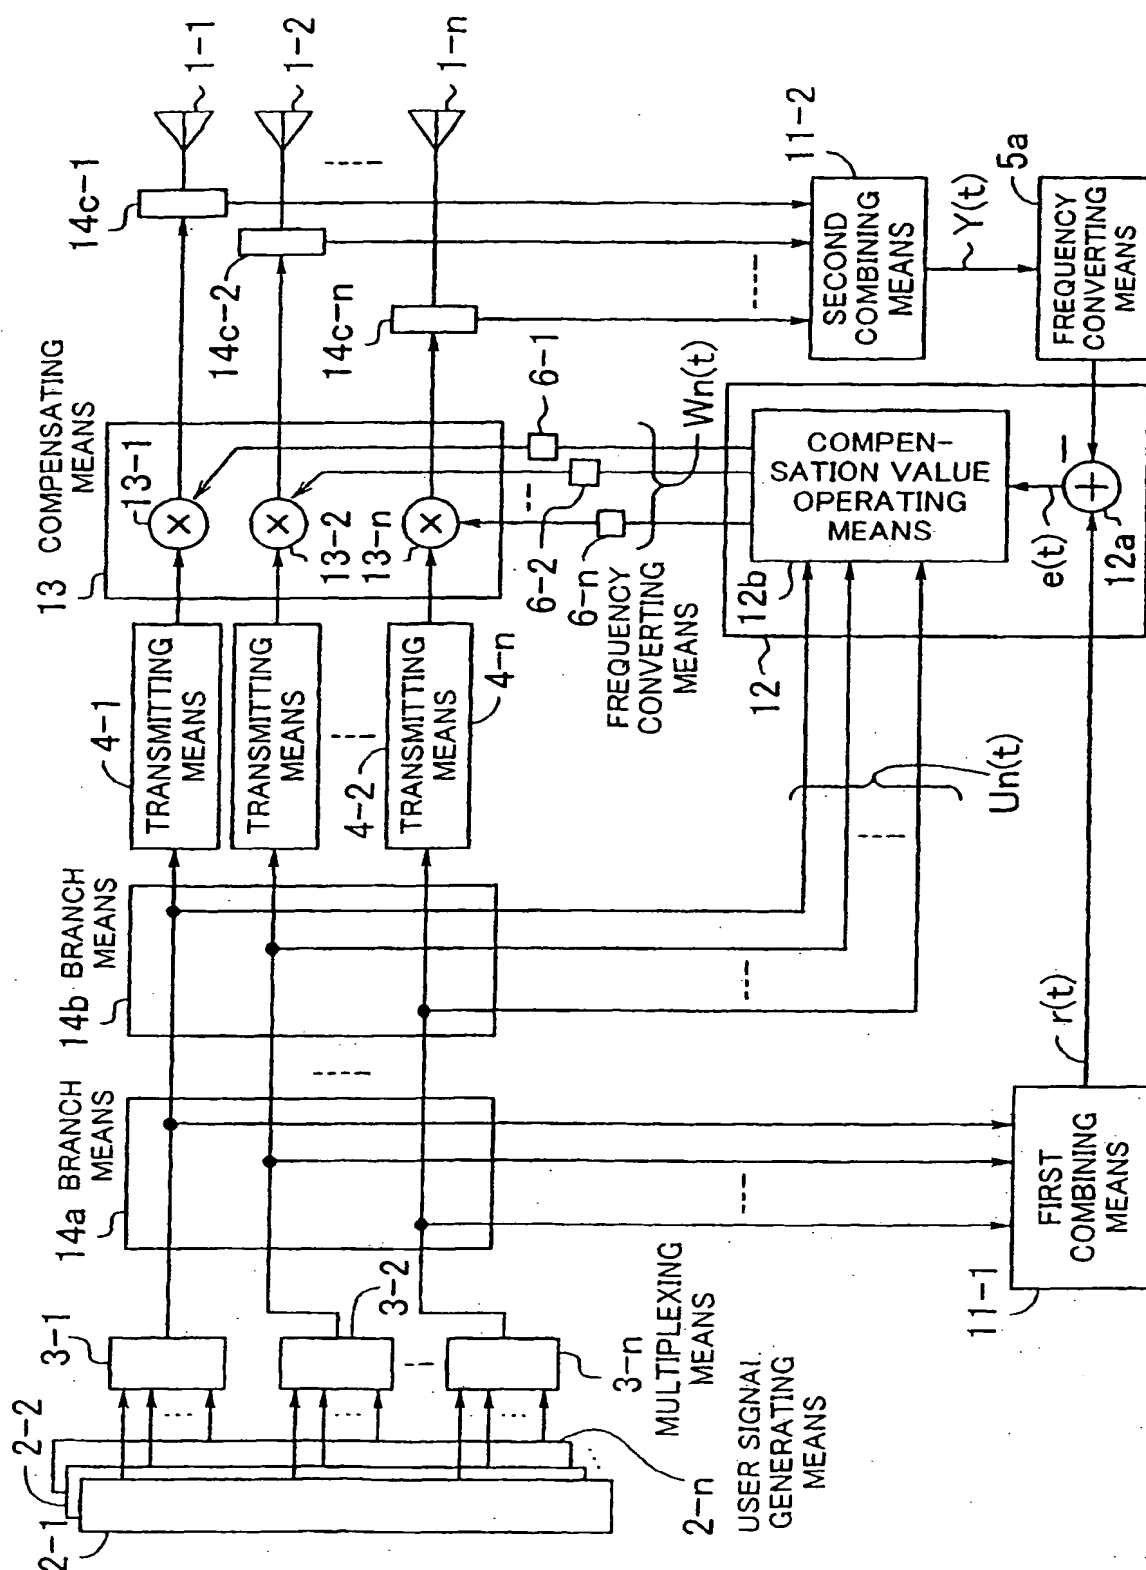 2-1
2-2
2-n
USER SIGNAL
GENERATING
MEANS
3-1
3-2
3-n
MULTIPLEXING
MEANS
14a BRANCH
MEANS
14b BRANCH
MEANS
4-1
TRANSMITTING
MEANS
TRANSMITTING
MEANS
4-2
TRANSMITTING
MEANS
4-n
13 COMPENSATING
MEANS
13-1
13-2
13-n
14c-1
14c-2
14c-n
1-1
1-2
1-n
6-1
6-2
6-n
FREQUENCY
CONVERTING
MEANS
Wn(t)
11-2
SECOND
COMBINING
MEANS
Y(t)
5a
FREQUENCY
CONVERTING
MEANS
12
12b
COMPEN-
SATION VALUE
OPERATING
MEANS
e(t)
12a
Un(t)
r(t)
FIRST
COMBINING
MEANS
11-1